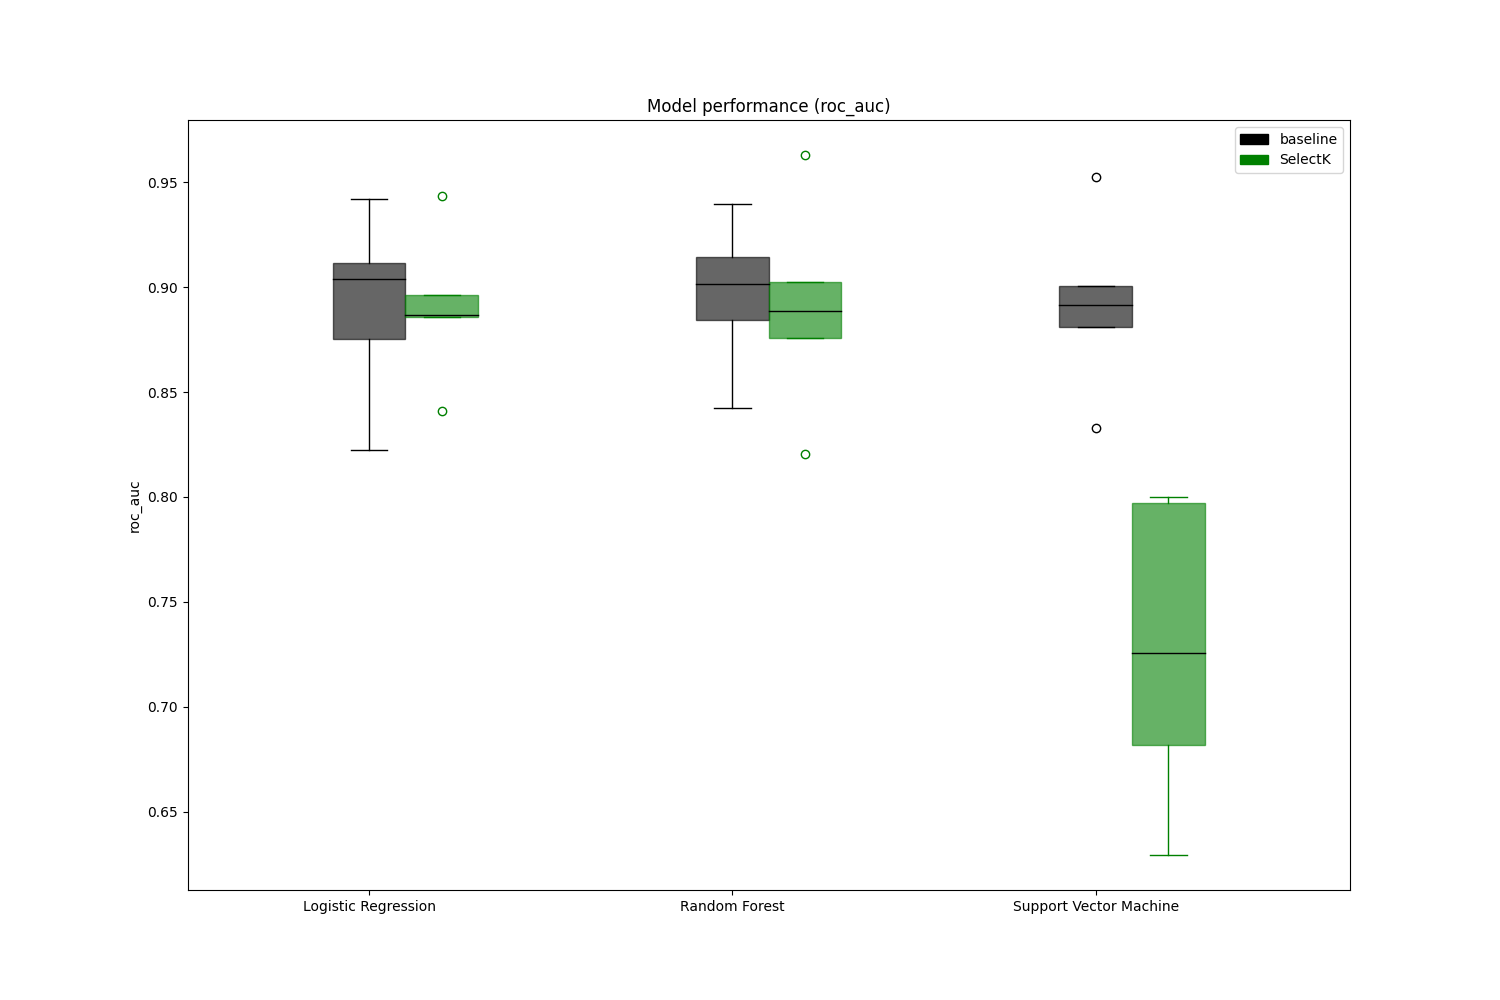 Model performance (roc_auc)
baseline
SelectK
0.95
0.90
0.85
0.80
0.75
0.70
0.65
roc_auc
Logistic Regression
Random Forest
Support Vector Machine